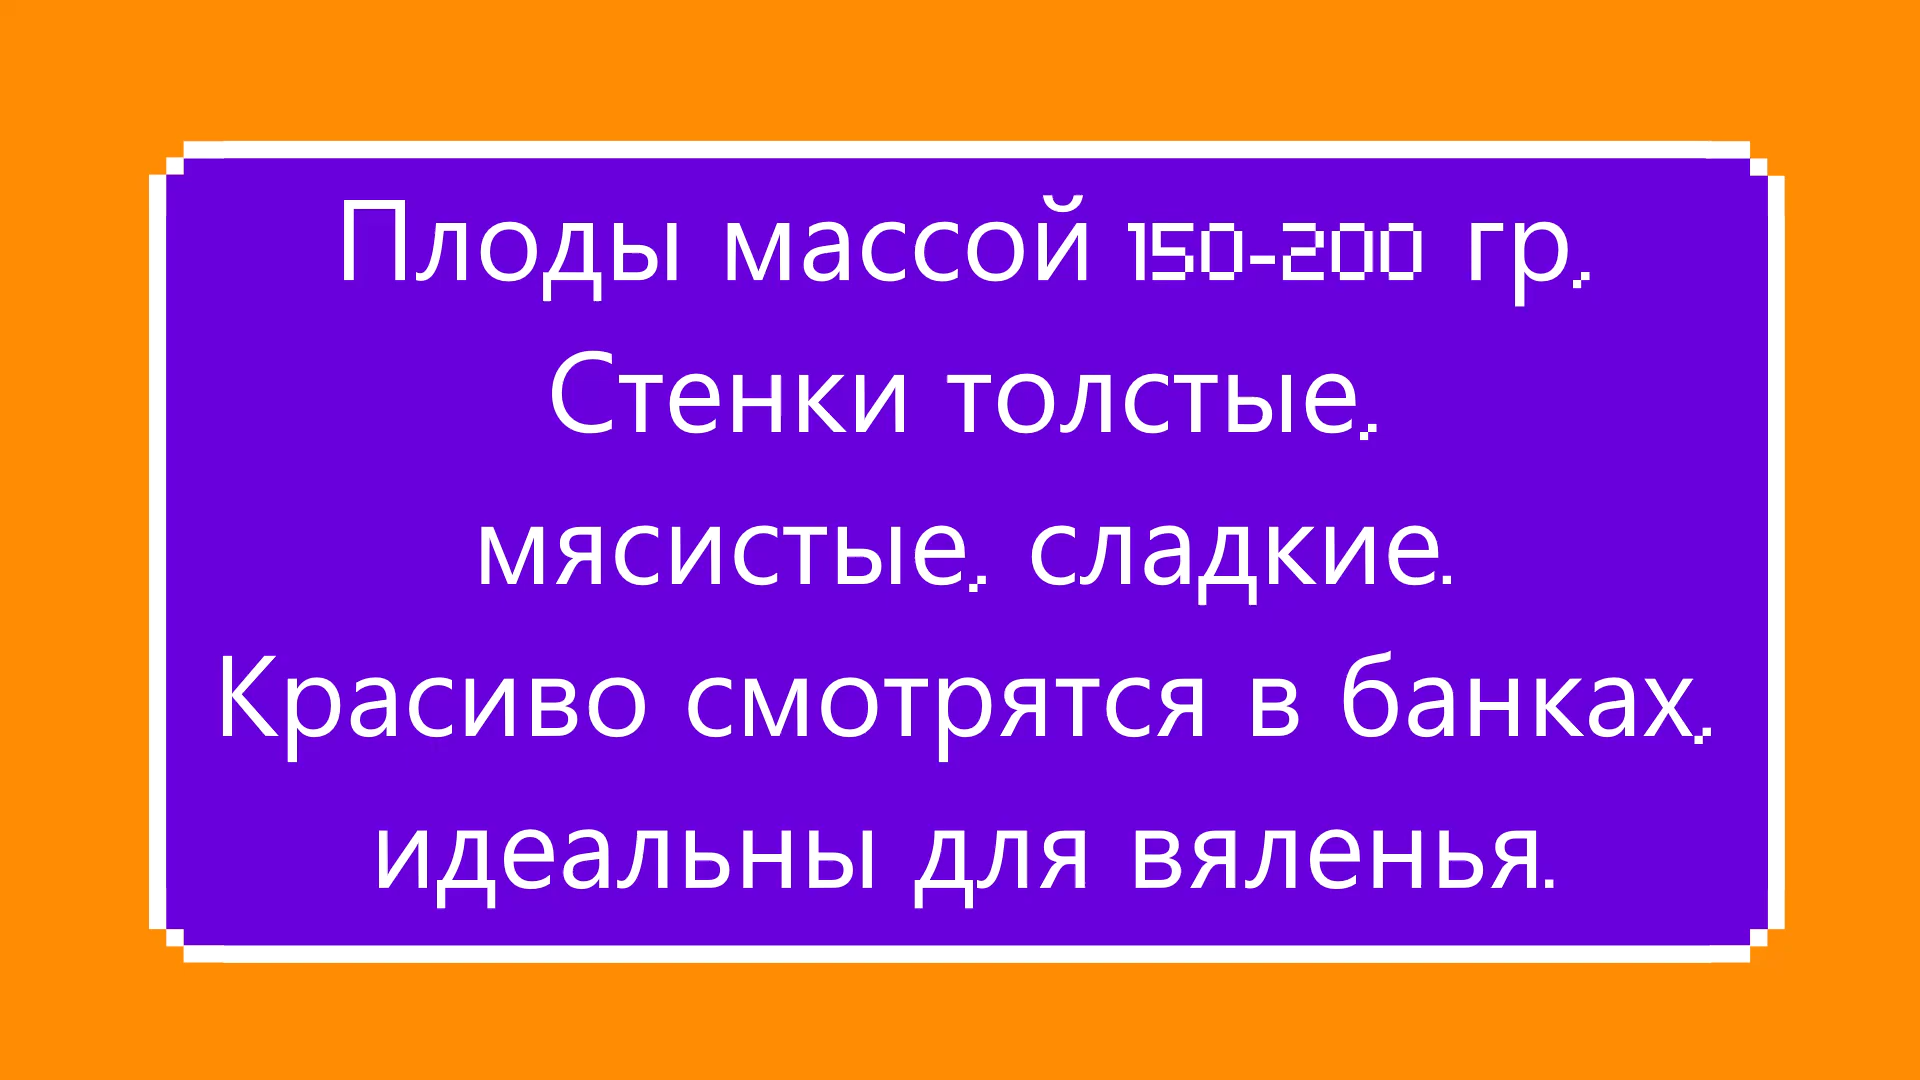 Плоды массой 150-200 гр,
Стенки толстые,
мясистые, сладкие.
Красиво смотрятся в банках,
идеальны для вяленья.